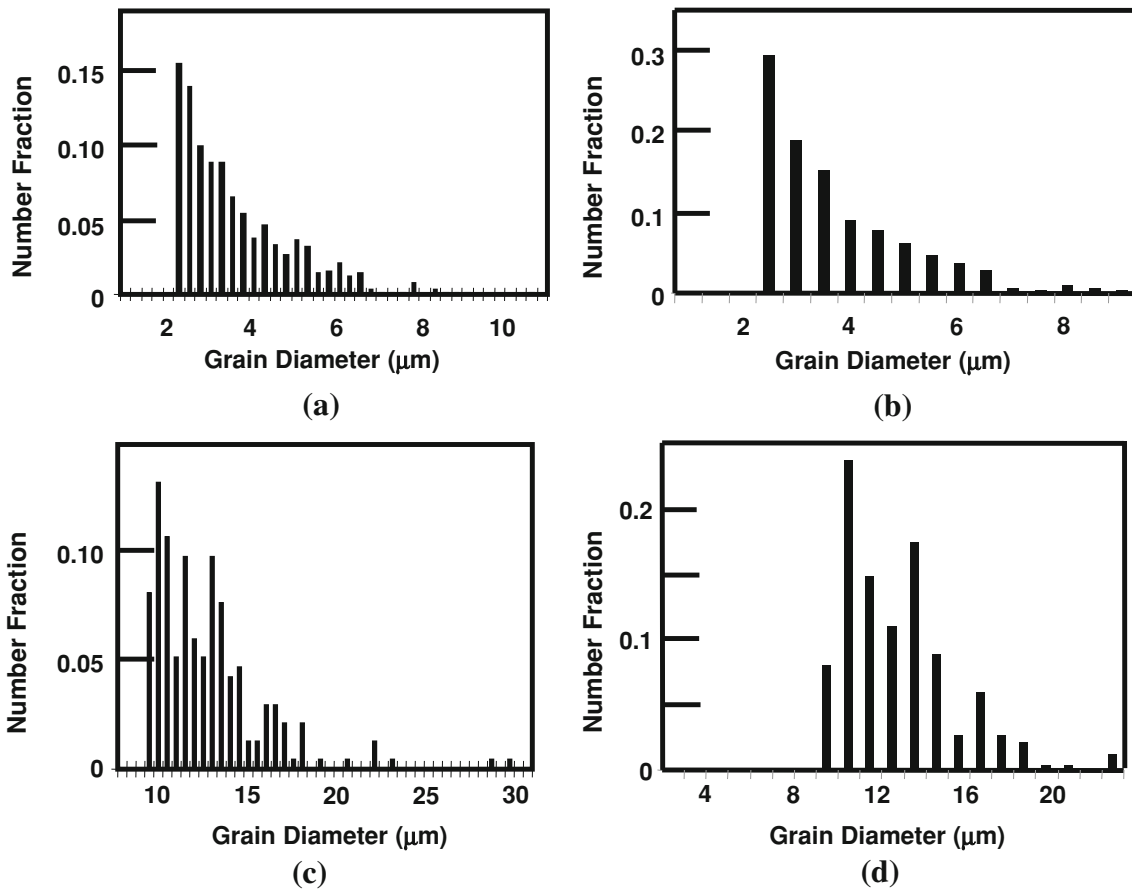 0.15
0.10
0.05
0
Number Fraction
2 4 6 8 10
Grain Diameter (µm)
(a)
0.3
0.2
0.1
0
Number Fraction
2 4 6 8
Grain Diameter (µm)
(b)
0.10
0.05
0
Number Fraction
10 15 20 25 30
Grain Diameter (µm)
(c)
0.2
0.1
0
Number Fraction
4 8 12 16 20
Grain Diameter (µm)
(d)